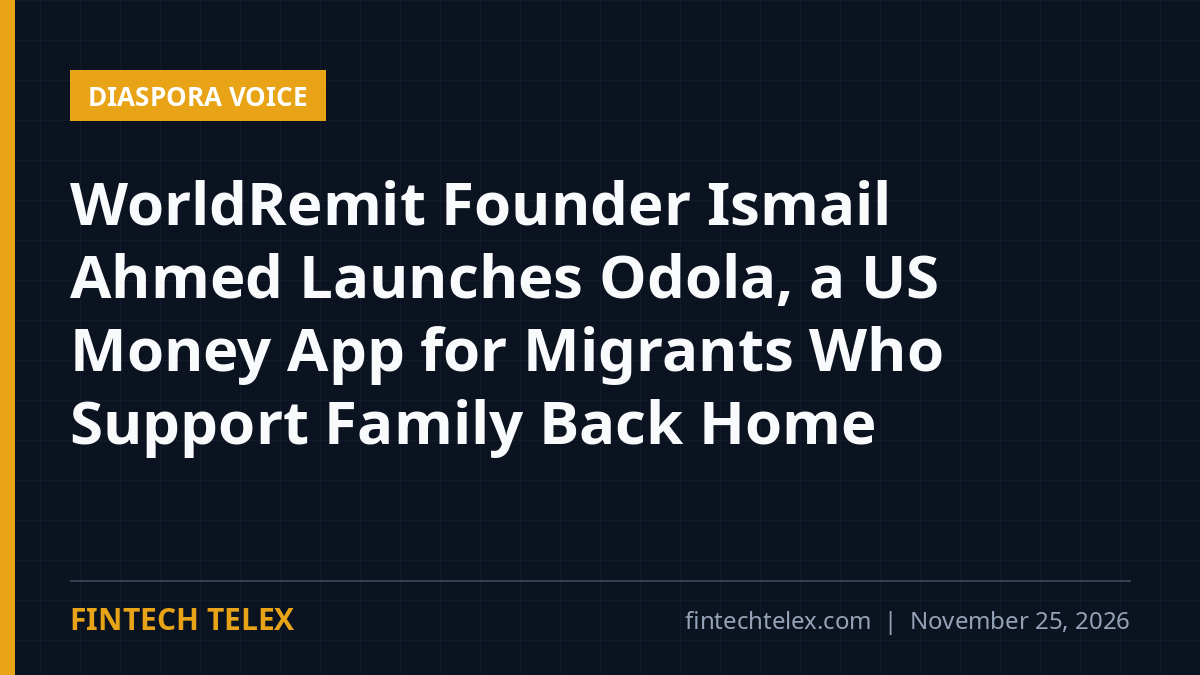 DIASPORA VOICE
WorldRemit Founder Ismail
Ahmed Launches Odola, a US
Money App for Migrants Who
Support Family Back Home
FINTECH TELEX
fintechtelex.com | November 25, 2026